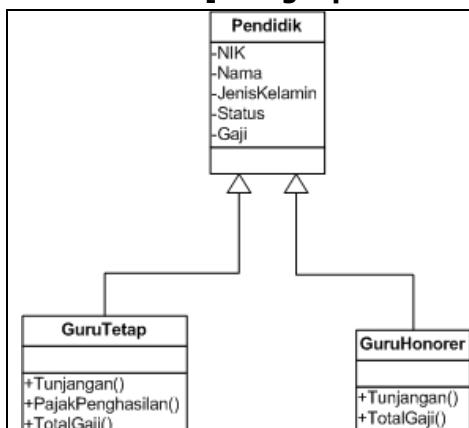 Pendidik
-NIK
-Nama
-JenisKelamin
-Status
-Gaji
GuruTetap
+Tunjangan()
+PajakPenghasilan()
+TotalGaji()
GuruHonorer
+Tunjangan()
+TotalGaji()